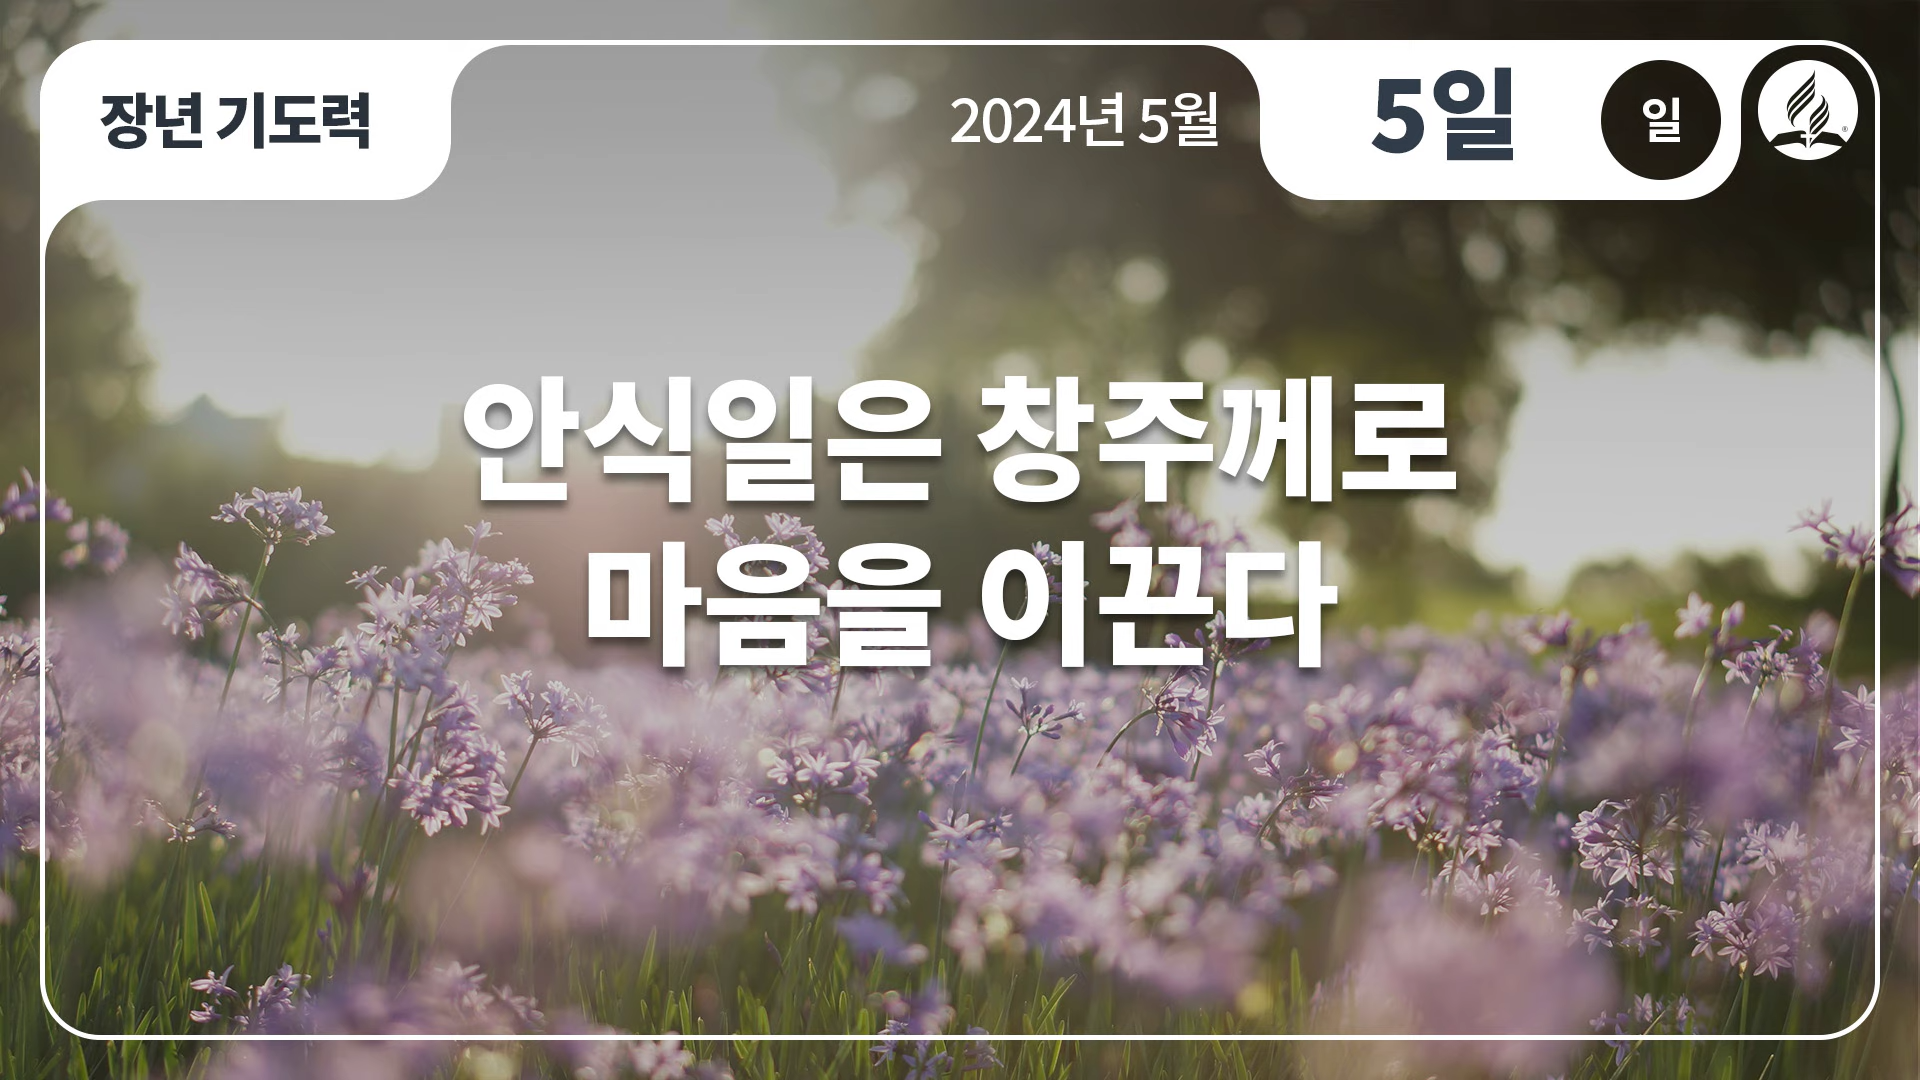 장년 기도력
2024년 5월
5일
일
안식일은 창주께로
마음을 이끈다